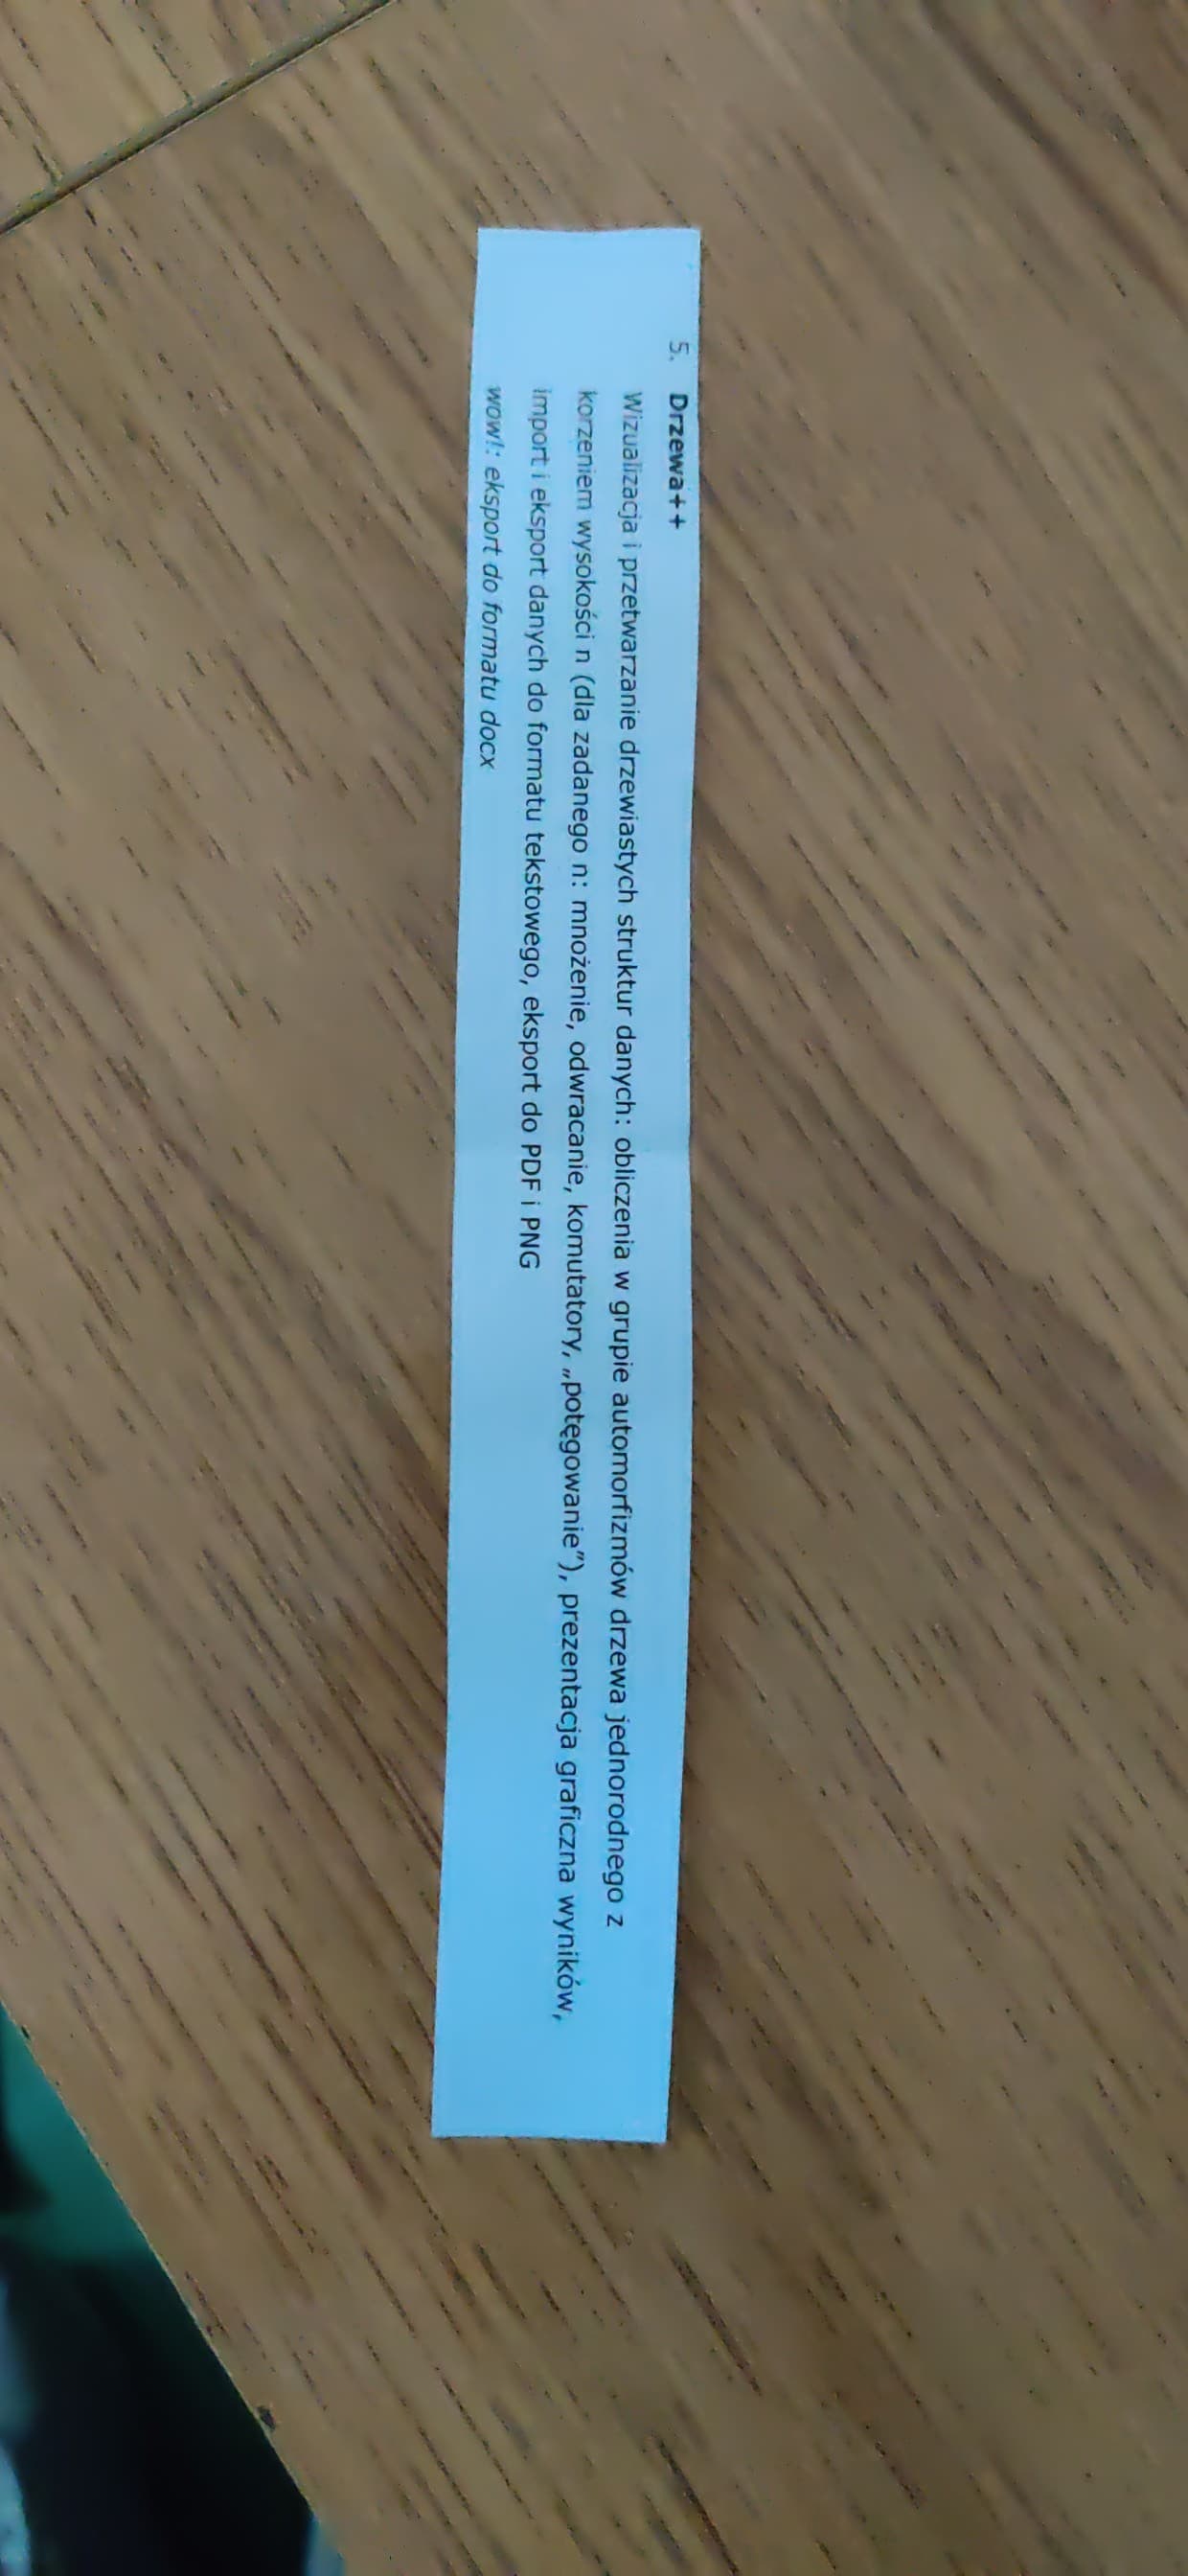 5. Drzewa++
Wizualizacja i przetwarzanie drzewiastych struktur danych: obliczenia w grupie automorfizmów drzewa jednorodnego z
korzeniem wysokości n (dla zadanego n: mnożenie, odwracanie, komutatory, „potęgowanie”), prezentacja graficzna wyników,
import i eksport danych do formatu tekstowego, eksport do PDF i PNG
wow!: eksport do formatu docx